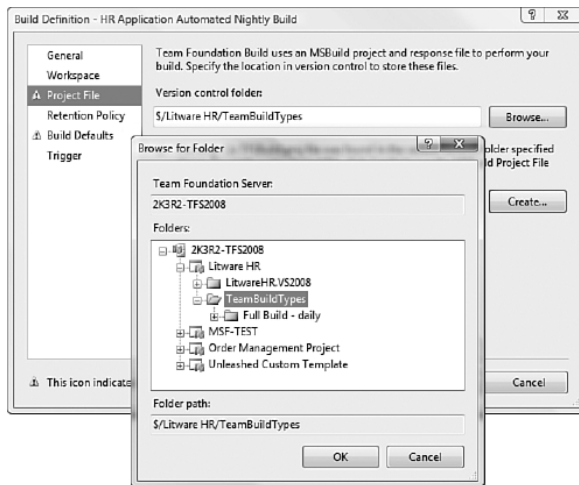 Build Definition - HR Application Automated Nightly Build
General
Workspace
Project File
Retention Policy
Build Defaults
Trigger
Team Foundation Build uses an MSBuild project and response file to perform your
build. Specify the location in version control to store these files.
Version control folder:
$/Litware HR/TeamBuildTypes
Browse...
folder specified
Project File
Create...
This icon indicate
Cancel
Browse for Folder
Team Foundation Server:
2K3R2-TFS2008
Folders:
2K3R2-TFS2008
Litware HR
LitwareHR.VS2008
TeamBuildTypes
Full Build - daily
MSF-TEST
Order Management Project
Unleashed Custom Template
Folder path:
$/Litware HR/TeamBuildTypes
OK
Cancel